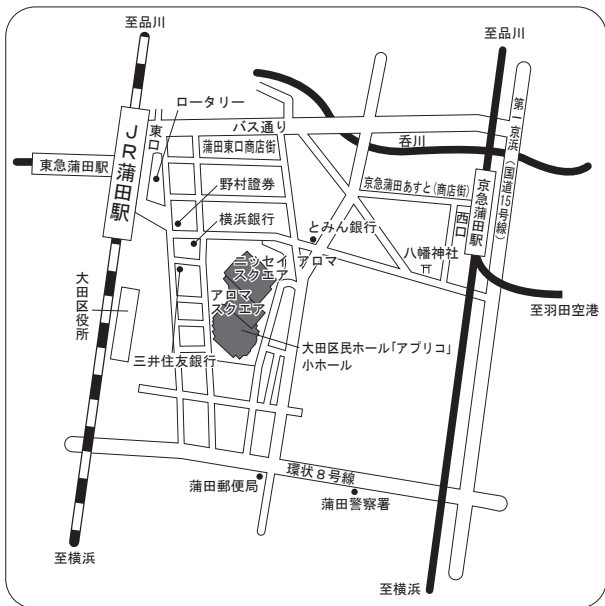 至品川
至品川
ロータリー
東口
バス通り
第一京浜(国道15号線)
蒲田東口商店街
呑川
JR蒲田駅
東急蒲田駅
野村證券
京急蒲田あすと(商店街)
京急蒲田駅
西口
横浜銀行
とみん銀行
八幡神社
ニッセイ アロマ
スクエア
アロマ
スクエア
至羽田空港
大田区役所
三井住友銀行
大田区民ホール「アプリコ」
小ホール
環状8号線
蒲田郵便局
蒲田警察署
至横浜
至横浜